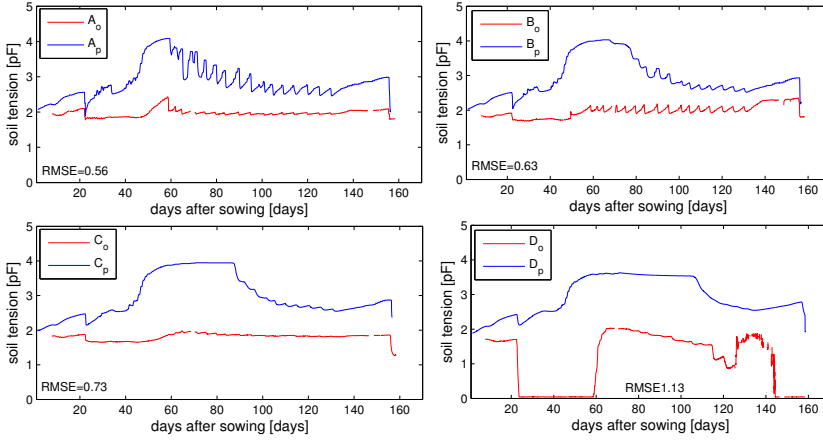 5
4
3
2
1
0
soil tension [pF]
A_o
A_p
RMSE=0.56
20 40 60 80 100 120 140 160
days after sowing [days]
5
4
3
2
1
0
soil tension [pF]
B_o
B_p
RMSE=0.63
20 40 60 80 100 120 140 160
days after sowing [days]
5
4
3
2
1
0
soil tension [pF]
C_o
C_p
RMSE=0.73
20 40 60 80 100 120 140 160
days after sowing [days]
5
4
3
2
1
0
soil tension [pF]
D_o
D_p
RMSE1.13
20 40 60 80 100 120 140 160
days after sowing [days]